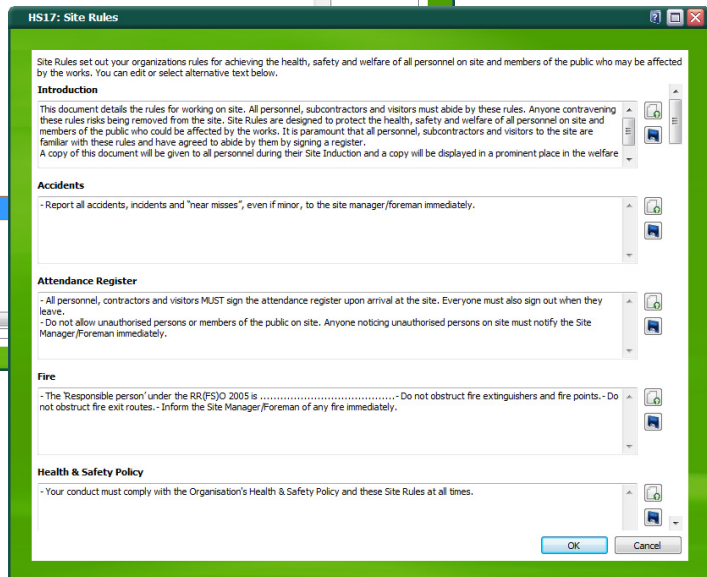 HS17: Site Rules
Site Rules set out your organizations rules for achieving the health, safety and welfare of all personnel on site and members of the public who may be affected
by the works. You can edit or select alternative text below.
Introduction
This document details the rules for working on site. All personnel, subcontractors and visitors must abide by these rules. Anyone contravening
these rules risks being removed from the site. Site Rules are designed to protect the health, safety and welfare of all personnel on site and
members of the public who could be affected by the works. It is paramount that all personnel, subcontractors and visitors to the site are
familiar with these rules and have agreed to abide by them by signing a register.
A copy of this document will be given to all personnel during their Site Induction and a copy will be displayed in a prominent place in the welfare
Accidents
- Report all accidents, incidents and "near misses", even if minor, to the site manager/foreman immediately.
Attendance Register
- All personnel, contractors and visitors MUST sign the attendance register upon arrival at the site. Everyone must also sign out when they
leave.
- Do not allow unauthorised persons or members of the public on site. Anyone noticing unauthorised persons on site must notify the Site
Manager/Foreman immediately.
Fire
- The 'Responsible person' under the RR(FS)O 2005 is ........................................- Do not obstruct fire extinguishers and fire points.- Do
not obstruct fire exit routes.- Inform the Site Manager/Foreman of any fire immediately.
Health & Safety Policy
- Your conduct must comply with the Organisation's Health & Safety Policy and these Site Rules at all times.
OK Cancel